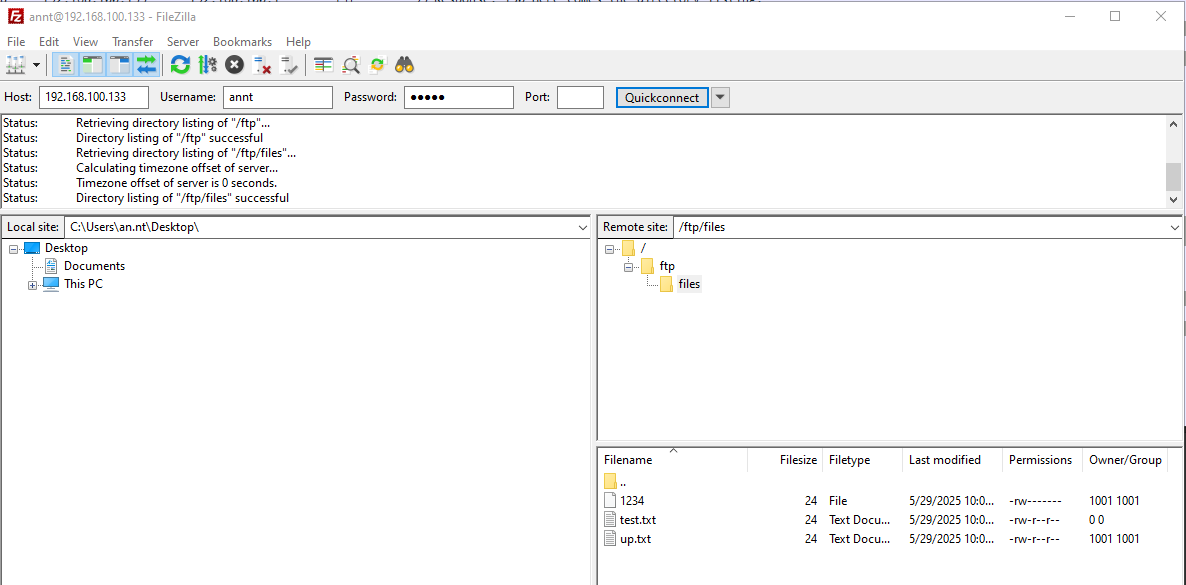 annt@192.168.100.133 - FileZilla
File Edit View Transfer Server Bookmarks Help
Host: 192.168.100.133 Username: annt Password: ●●●●● Port: Quickconnect
Status: Retrieving directory listing of "/ftp"...
Status: Directory listing of "/ftp" successful
Status: Retrieving directory listing of "/ftp/files"...
Status: Calculating timezone offset of server...
Status: Timezone offset of server is 0 seconds.
Status: Directory listing of "/ftp/files" successful
Local site: C:\Users\an.nt\Desktop\
Desktop
Documents
This PC
Remote site: /ftp/files
/
ftp
files
Filename Filesize Filetype Last modified Permissions Owner/Group
..
1234 24 File 5/29/2025 10:0... -rw------- 1001 1001
test.txt 24 Text Docu... 5/29/2025 10:0... -rw-r--r-- 0 0
up.txt 24 Text Docu... 5/29/2025 10:0... -rw-r--r-- 1001 1001